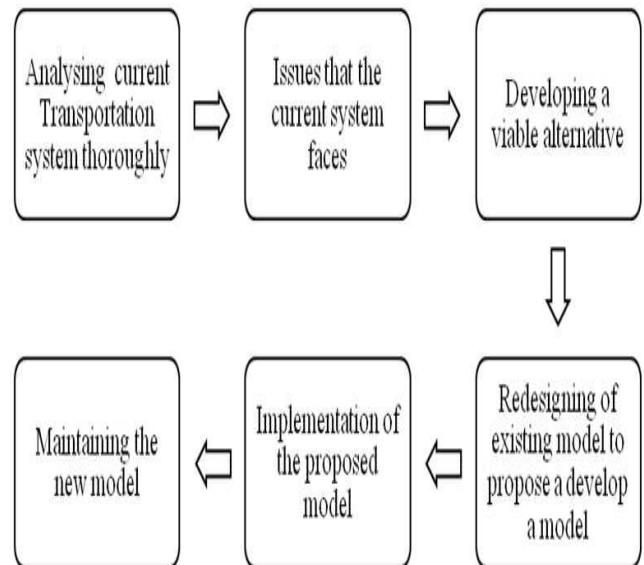 Analysing current
Transportation
system thoroughly
Issues that the
current system
faces
Developing a
viable alternative
Redesigning of
existing model to
propose a develop
a model
Implementation of
the proposed
model
Maintaining the
new model